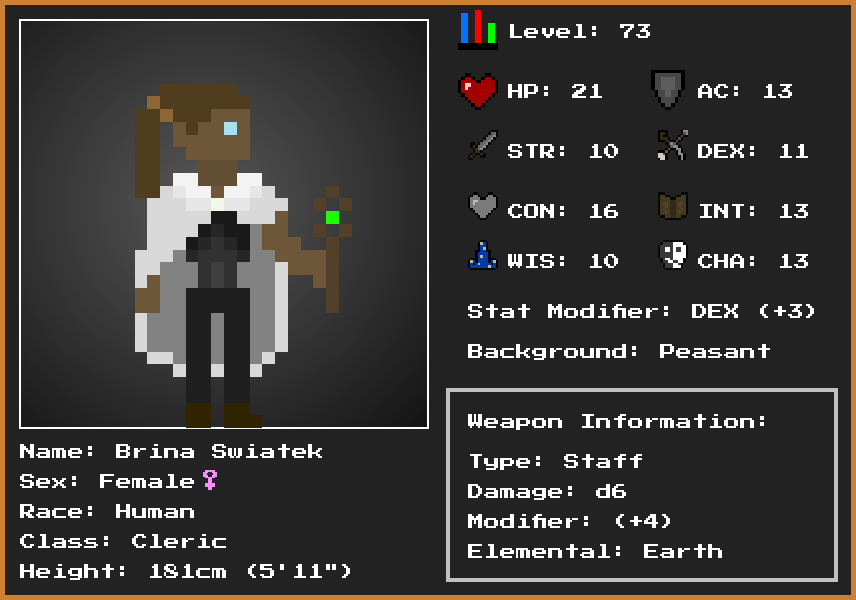 Level: 73
HP: 21 AC: 13
STR: 10 DEX: 11
CON: 16 INT: 13
WIS: 10 CHA: 13
Stat Modifier: DEX (+3)
Background: Peasant
Weapon Information:
Type: Staff
Damage: d6
Modifier: (+4)
Elemental: Earth
Name: Brina Swiatek
Sex: Female♀
Race: Human
Class: Cleric
Height: 181cm (5'11")